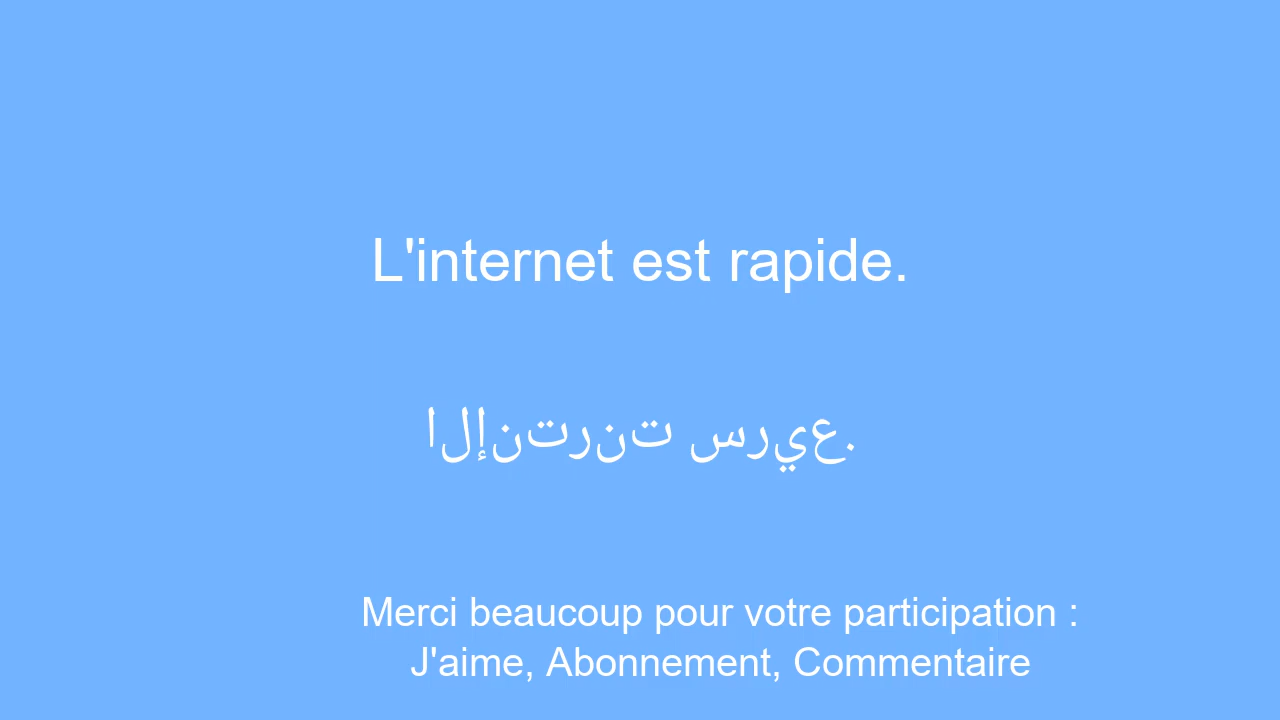 L'internet est rapide.
الإنترنت سريع.
Merci beaucoup pour votre participation :
J'aime, Abonnement, Commentaire